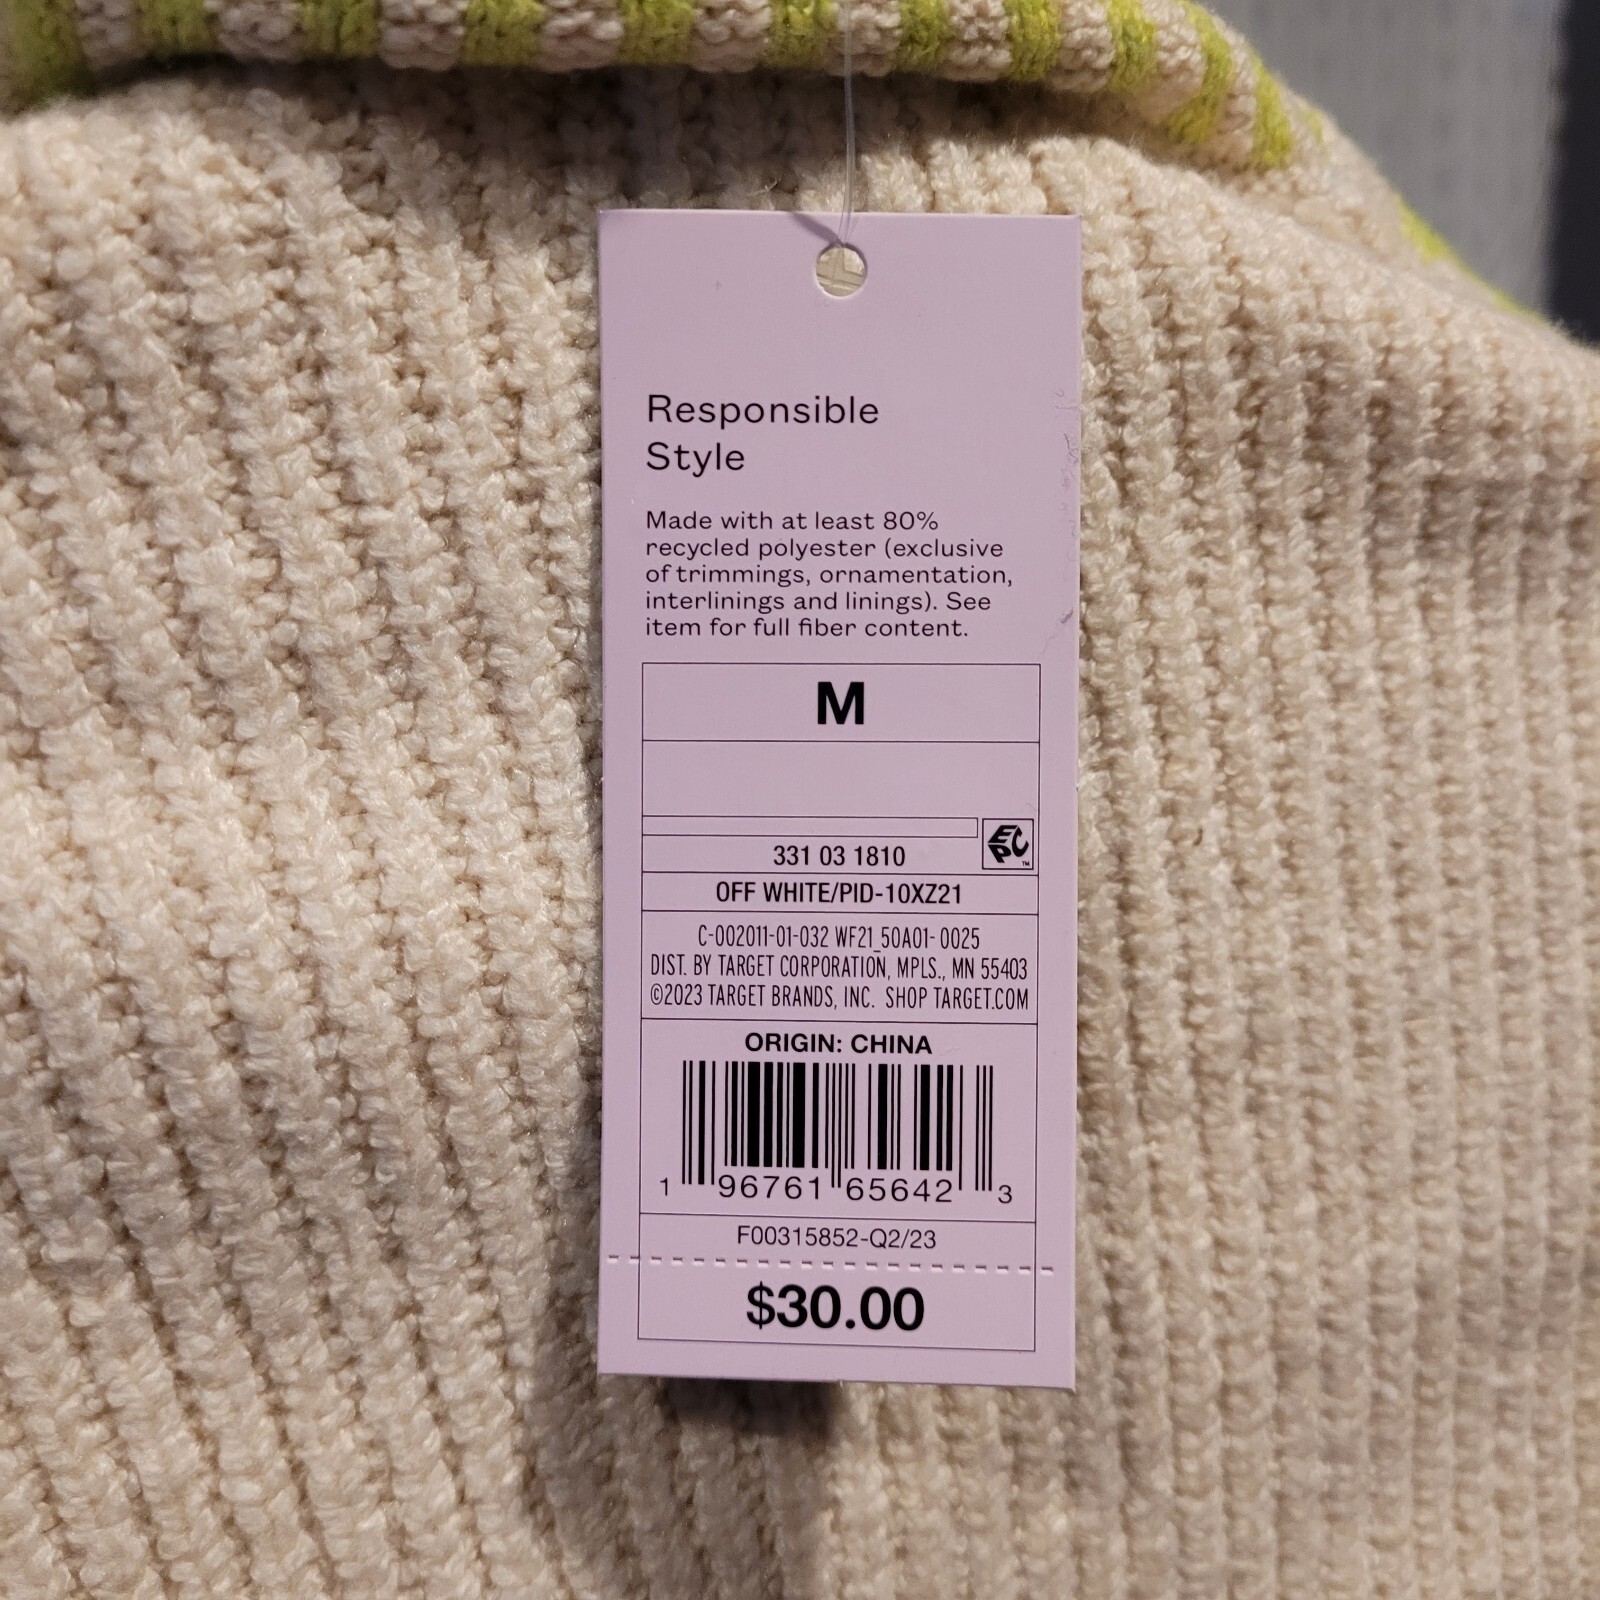 Responsible
Style
Made with at least 80%
recycled polyester (exclusive
of trimmings, ornamentation,
interlinings and linings). See
item for full fiber content.
M
EPC
™
331 03 1810
OFF WHITE/PID-10XZ21
C-002011-01-032 WF21_50A01- 0025
DIST. BY TARGET CORPORATION, MPLS., MN 55403
©2023 TARGET BRANDS, INC. SHOP TARGET.COM
ORIGIN: CHINA
1 96761 65642 3
F00315852-Q2/23
$30.00